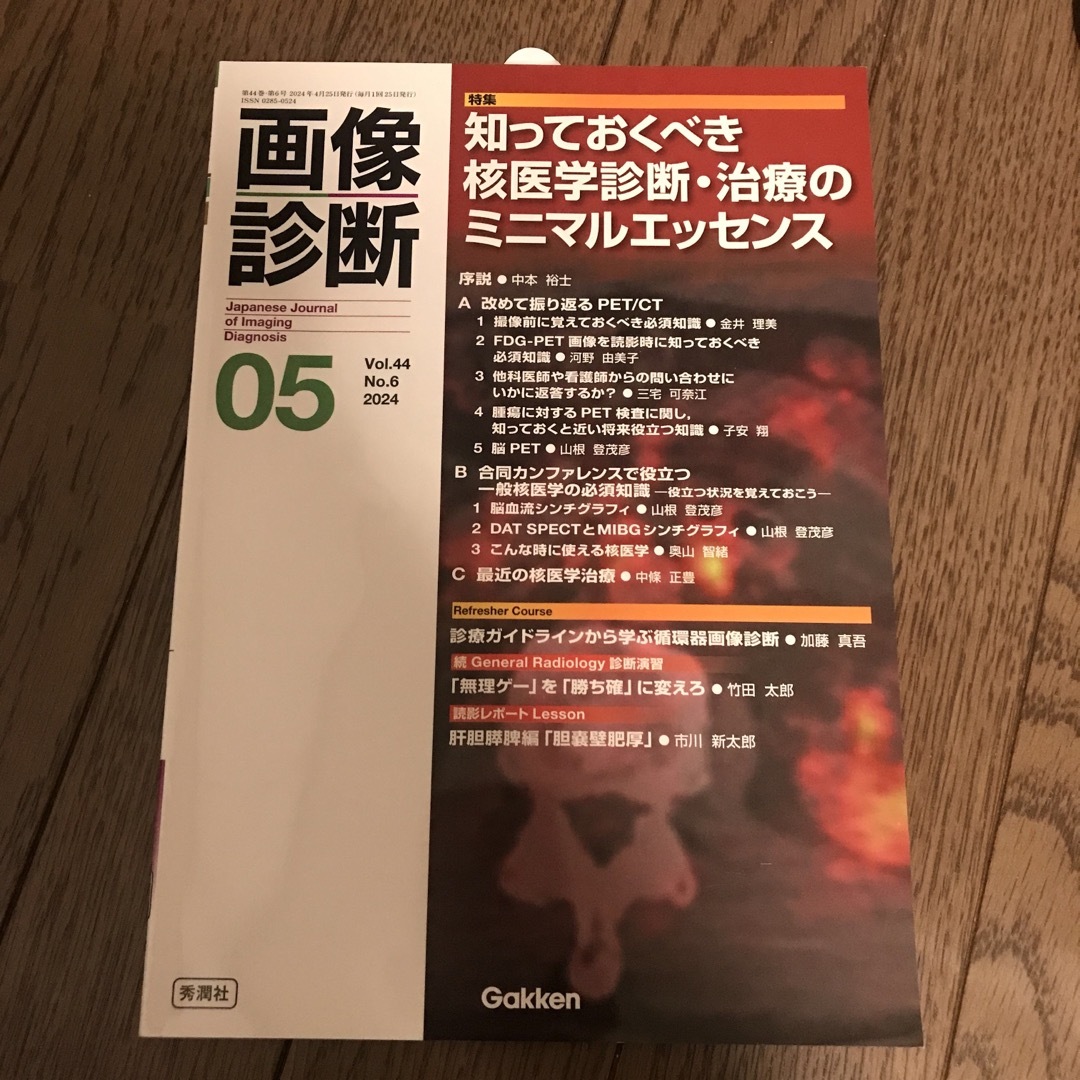 第44巻・第6号 2024年4月25日発行(毎月1回25日発行)
ISSN 0285-0524
画像
診断
Japanese Journal
of Imaging
Diagnosis
05
Vol.44
No.6
2024
特集
知っておくべき
核医学診断・治療の
ミニマルエッセンス
序説 ● 中本 裕士
A 改めて振り返る PET/CT
1 撮像前に覚えておくべき必須知識 ● 金井 理美
2 FDG-PET 画像を読影時に知っておくべき
必須知識 ● 河野 由美子
3 他科医師や看護師からの問い合わせに
いかに返答するか? ● 三宅 可奈江
4 腫瘍に対する PET 検査に関し,
知っておくと近い将来役立つ知識 ● 子安 翔
5 脳 PET ● 山根 登茂彦
B 合同カンファレンスで役立つ
一般核医学の必須知識 ―役立つ状況を覚えておこう―
1 脳血流シンチグラフィ ● 山根 登茂彦
2 DAT SPECTとMIBGシンチグラフィ ● 山根 登茂彦
3 こんな時に使える核医学 ● 奥山 智緒
C 最近の核医学治療 ● 中條 正豊
Refresher Course
診療ガイドラインから学ぶ循環器画像診断 ● 加藤 真吾
続 General Radiology 診断演習
「無理ゲー」を「勝ち確」に変えろ ● 竹田 太郎
読影レポート Lesson
肝胆膵脾編「胆嚢壁肥厚」 ● 市川 新太郎
秀潤社
Gakken